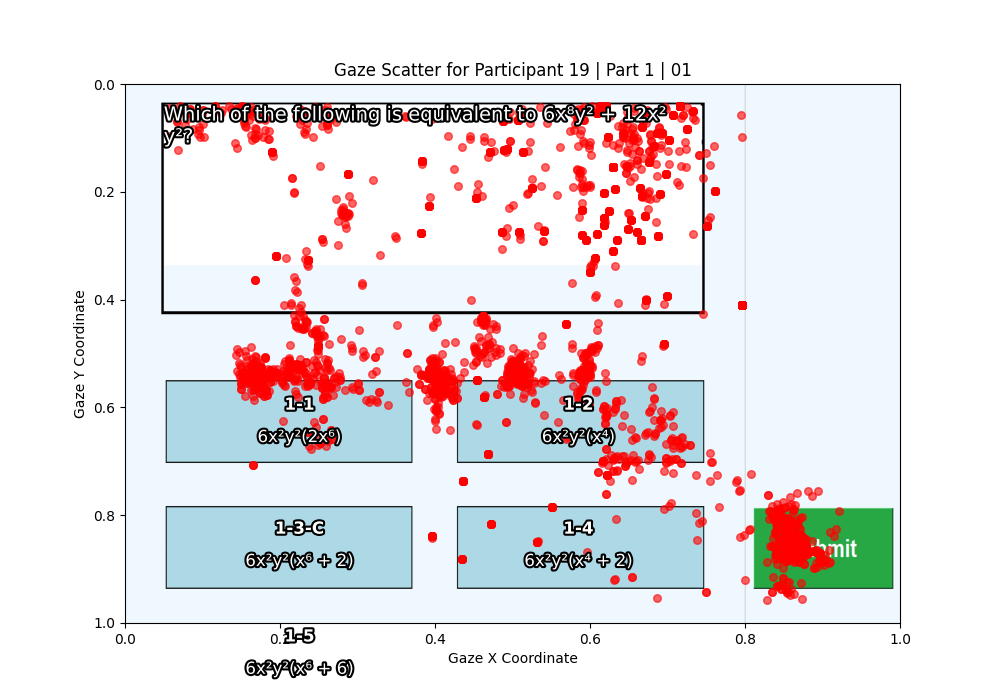 Gaze Scatter for Participant 19 | Part 1 | 01
Which of the following is equivalent to 6x⁸y² + 12x²
y²?
1-1
6x²y²(2x⁶)
1-2
6x²y²(x⁴)
1-3-C
6x²y²(x⁶ + 2)
1-4
6x²y²(x⁴ + 2)
1-5
6x²y²(x⁶ + 6)
Gaze Y Coordinate
0.0
0.2
0.4
0.6
0.8
1.0
0.0
0.4
0.6
0.8
1.0
Gaze X Coordinate